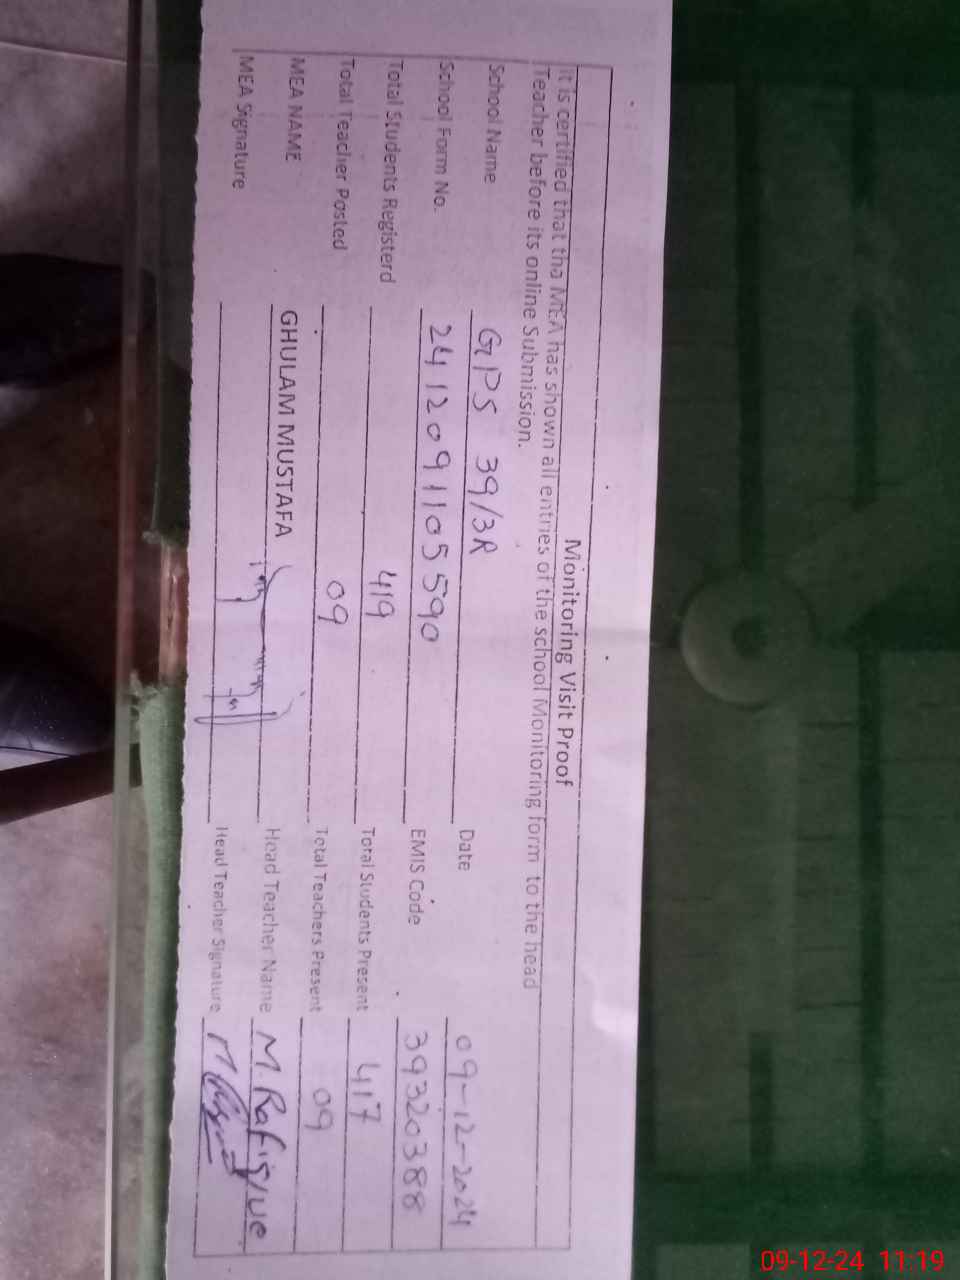 Monitoring Visit Proof
It is certified that tha MEA has shown all entries of the school Monitoring form to the head
Teacher before its online Submission.
School Name GPS 39/3R Date 09-12-2024
School Form No. 2412091105590 EMIS Code 39320388
Total Students Registerd 419 Total Students Present 417
Total Teacher Posted 09 Total Teachers Present 09
MEA NAME GHULAM MUSTAFA Head Teacher Name M. Rafique
MEA Signature Head Teacher Signature
09-12-24 11:19